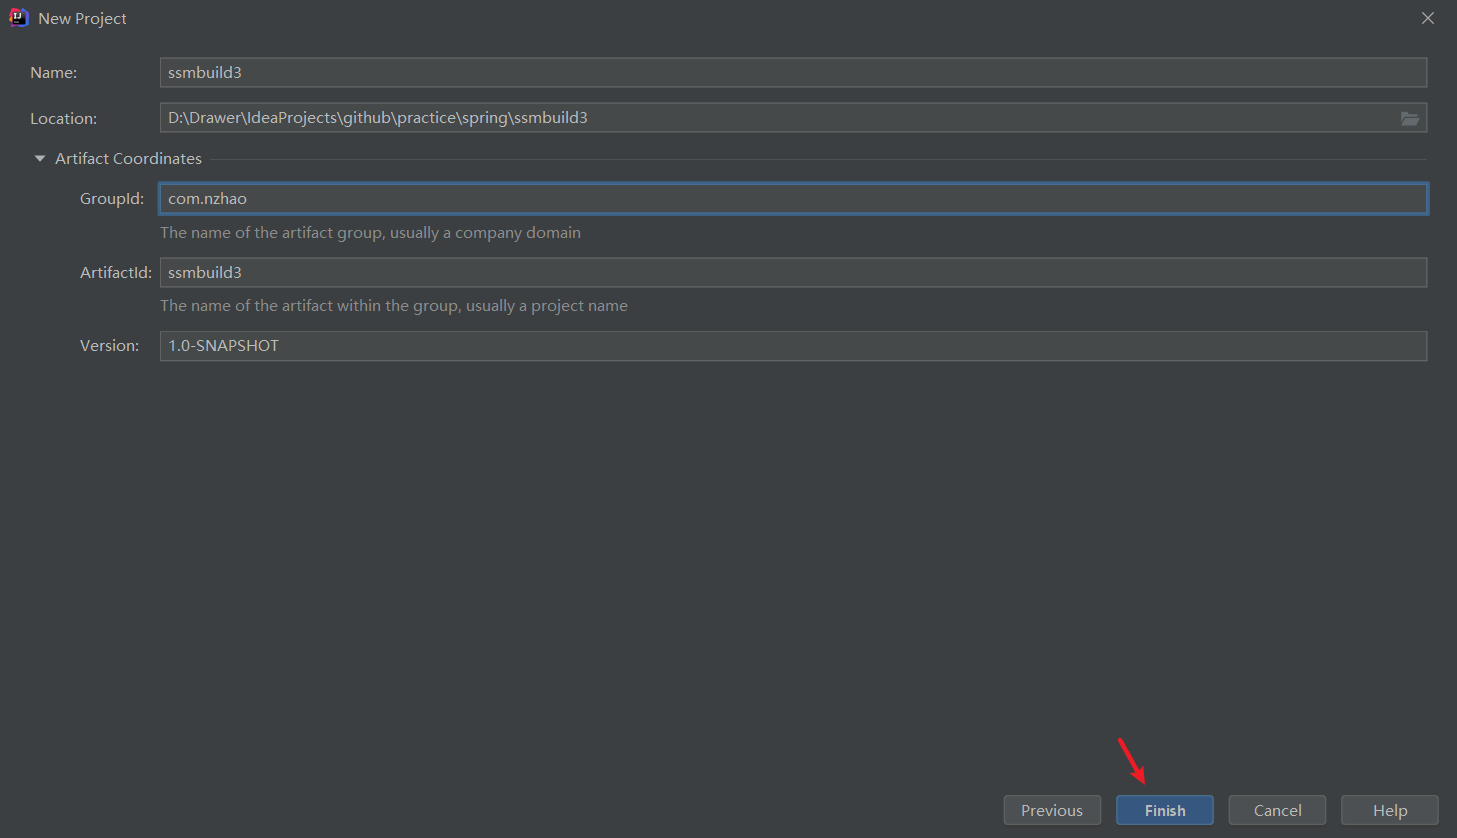 New Project
Name: ssmbuild3
Location: D:\Drawer\IdeaProjects\github\practice\spring\ssmbuild3
Artifact Coordinates
GroupId: com.nzhao
The name of the artifact group, usually a company domain
ArtifactId: ssmbuild3
The name of the artifact within the group, usually a project name
Version: 1.0-SNAPSHOT
Previous Finish Cancel Help